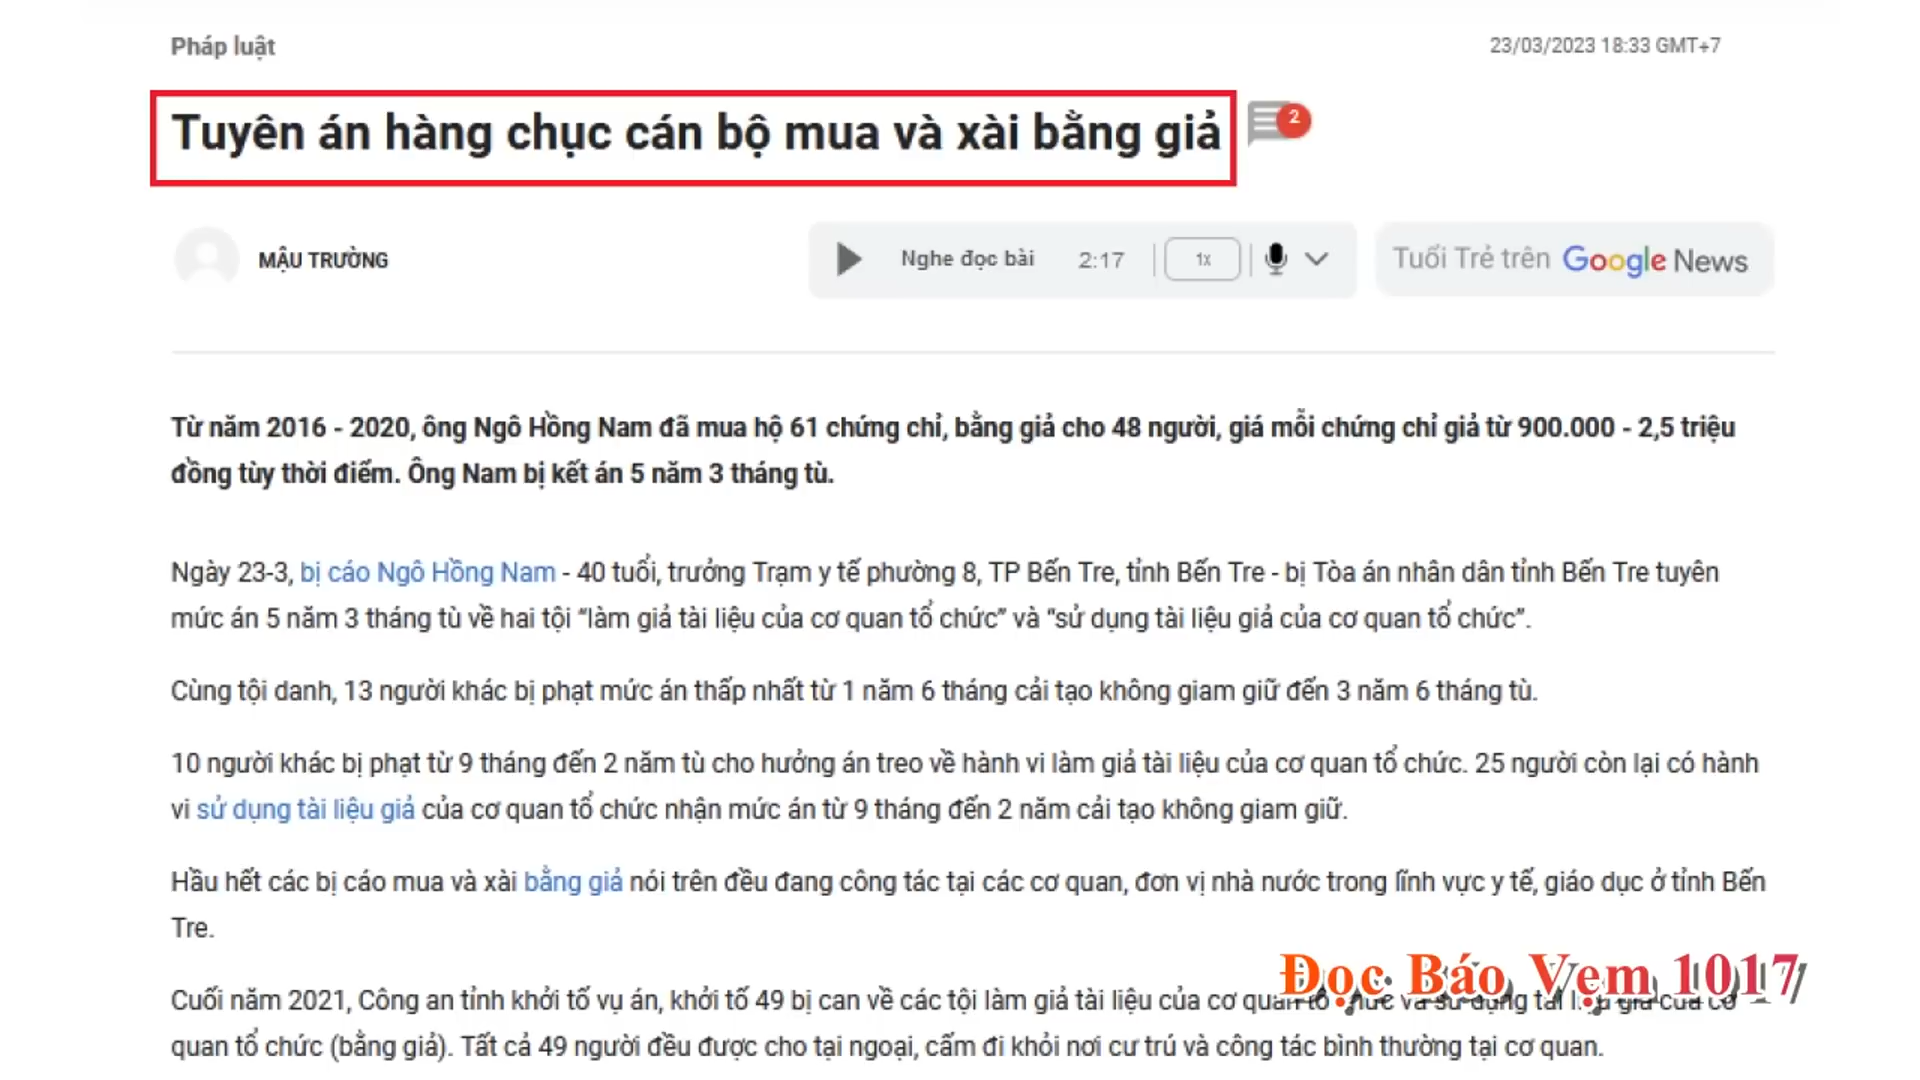 Pháp luật
23/03/2023 18:33 GMT+7
Tuyên án hàng chục cán bộ mua và xài bằng giả
2
MẬU TRƯỜNG
Nghe đọc bài 2:17 1x
Tuổi Trẻ trên Google News
Từ năm 2016 - 2020, ông Ngô Hồng Nam đã mua hộ 61 chứng chỉ, bằng giả cho 48 người, giá mỗi chứng chỉ giả từ 900.000 - 2,5 triệu
đồng tùy thời điểm. Ông Nam bị kết án 5 năm 3 tháng tù.
Ngày 23-3, bị cáo Ngô Hồng Nam - 40 tuổi, trưởng Trạm y tế phường 8, TP Bến Tre, tỉnh Bến Tre - bị Tòa án nhân dân tỉnh Bến Tre tuyên
mức án 5 năm 3 tháng tù về hai tội “làm giả tài liệu của cơ quan tổ chức” và “sử dụng tài liệu giả của cơ quan tổ chức”.
Cùng tội danh, 13 người khác bị phạt mức án thấp nhất từ 1 năm 6 tháng cải tạo không giam giữ đến 3 năm 6 tháng tù.
10 người khác bị phạt từ 9 tháng đến 2 năm tù cho hưởng án treo về hành vi làm giả tài liệu của cơ quan tổ chức. 25 người còn lại có hành
vi sử dụng tài liệu giả của cơ quan tổ chức nhận mức án từ 9 tháng đến 2 năm cải tạo không giam giữ.
Hầu hết các bị cáo mua và xài bằng giả nói trên đều đang công tác tại các cơ quan, đơn vị nhà nước trong lĩnh vực y tế, giáo dục ở tỉnh Bến
Tre.
Đọc Báo Vẹm 1017
Cuối năm 2021, Công an tỉnh khởi tố vụ án, khởi tố 49 bị can về các tội làm giả tài liệu của cơ quan tổ chức và sử dụng tài liệu giả của cơ
quan tổ chức (bằng giả). Tất cả 49 người đều được cho tại ngoại, cấm đi khỏi nơi cư trú và công tác bình thường tại cơ quan.